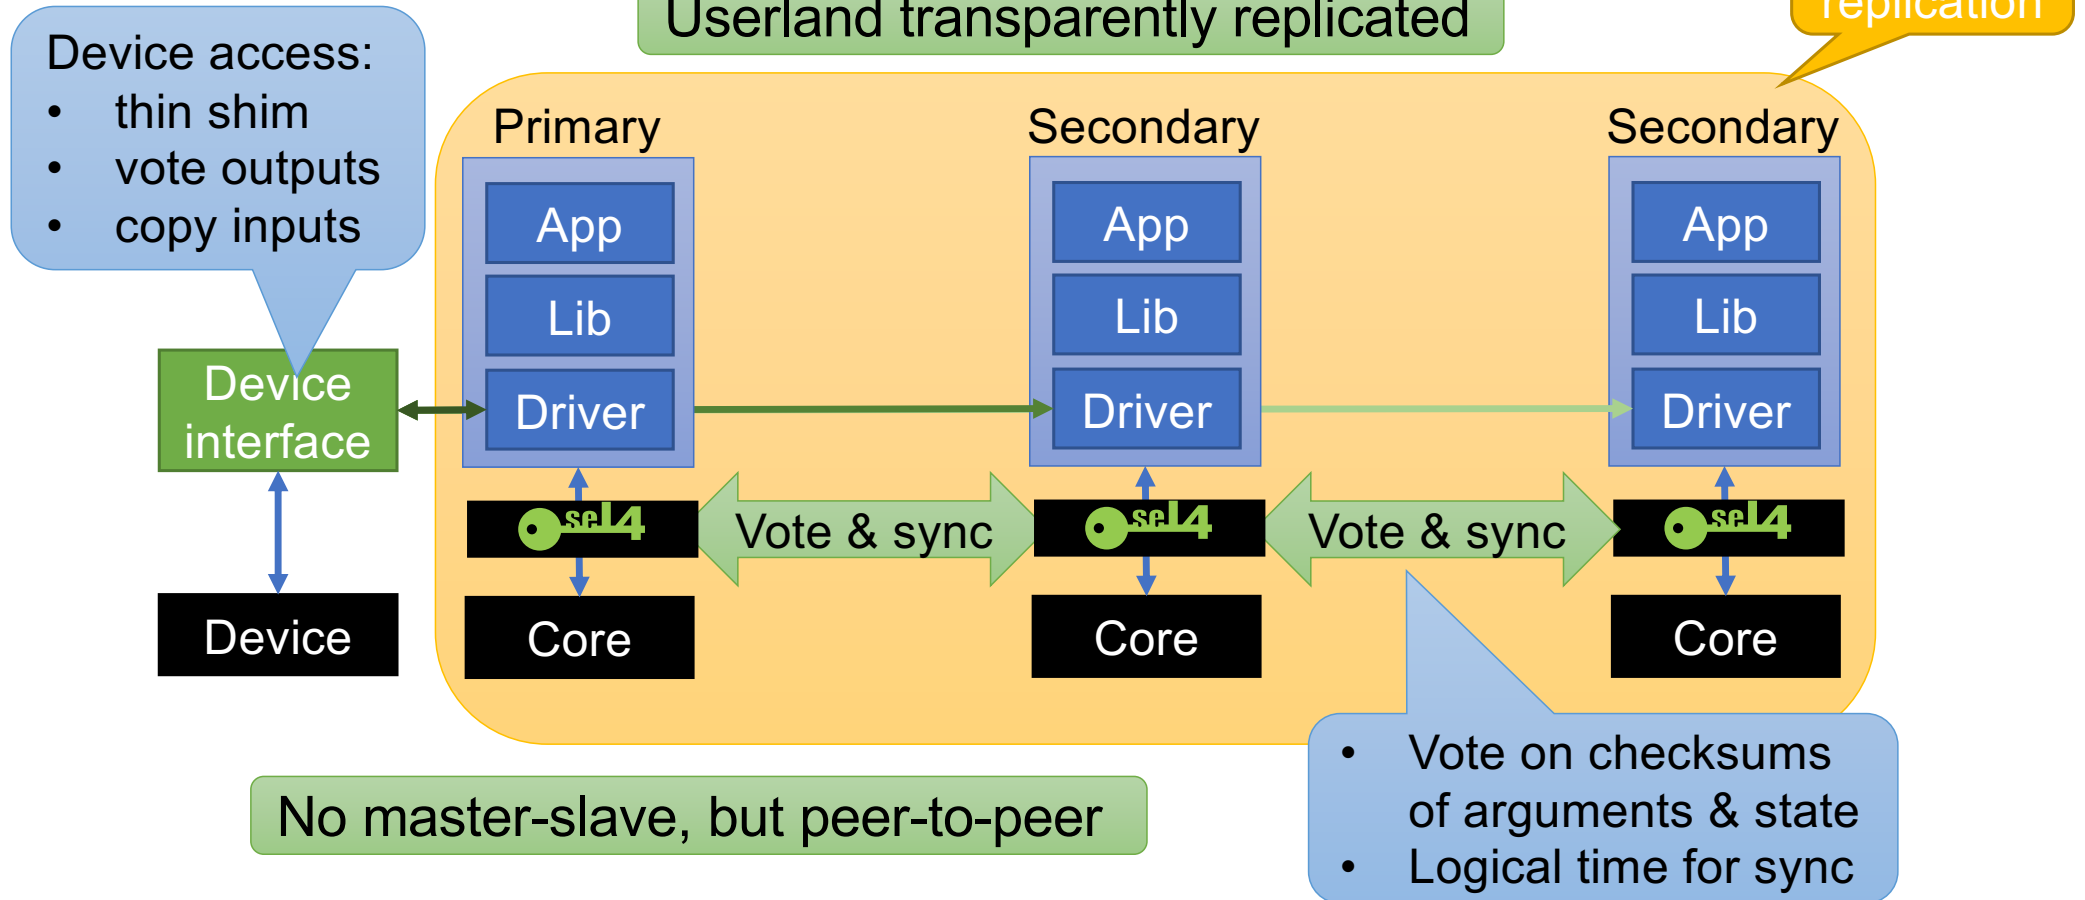 Userland transparently replicated
replication
Device access:
• thin shim
• vote outputs
• copy inputs
Primary
Secondary
Secondary
App
App
App
Lib
Lib
Lib
Device
interface
Driver
Driver
Driver
seL4
Vote & sync
seL4
Vote & sync
seL4
Device
Core
Core
Core
• Vote on checksums
of arguments & state
• Logical time for sync
No master-slave, but peer-to-peer